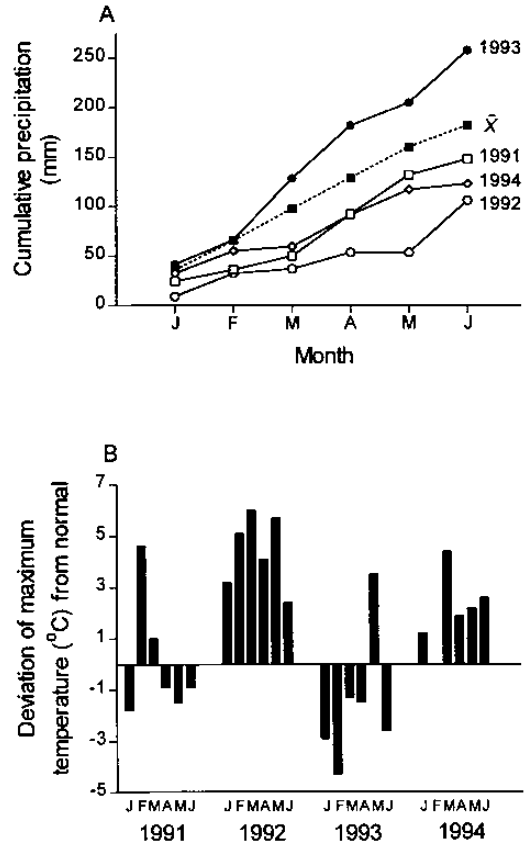 A
Cumulative precipitation
(mm)
250
200
150
100
50
0
1993
x̄
1991
1994
1992
J F M A M J
Month
B
Deviation of maximum
temperature (°C) from normal
7
5
3
1
-1
-3
-5
J FMAMJ J FMAMJ J FMAMJ J FMAMJ
1991 1992 1993 1994